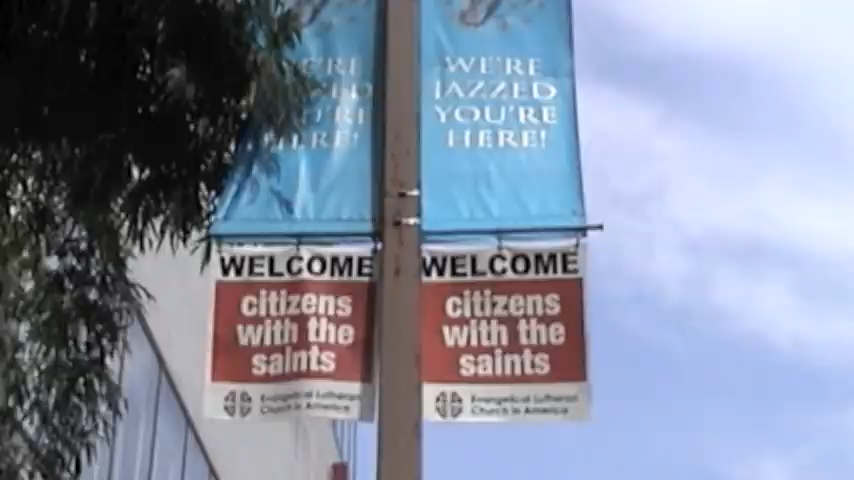 WE'RE
JAZZED
YOU'RE
HERE!
WE'RE
JAZZED
YOU'RE
HERE!
WELCOME
citizens
with the
saints
Evangelical Lutheran
Church in America
WELCOME
citizens
with the
saints
Evangelical Lutheran
Church in America